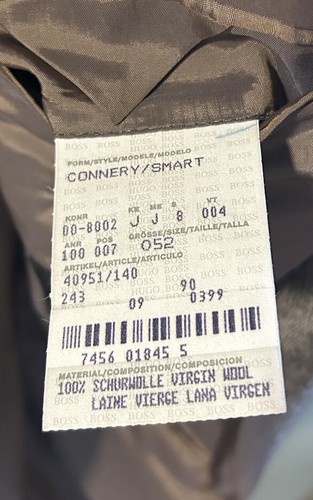 FORM/STYLE/MODELE/MODELO
CONNERY/SMART
KDNR KE ME S VT
00-8002 J J 8 004
ANR POS GRÖSSE/SIZE/TAILLE/TALLA
100 007 052
ARTIKEL/ARTICLE/ARTICULO
40951/140 90
243 09 0399
7456 01845 5
MATERIAL/COMPOSITION/COMPOSICION
100% SCHURWOLLE VIRGIN WOOL
LAINE VIERGE LANA VIRGEN